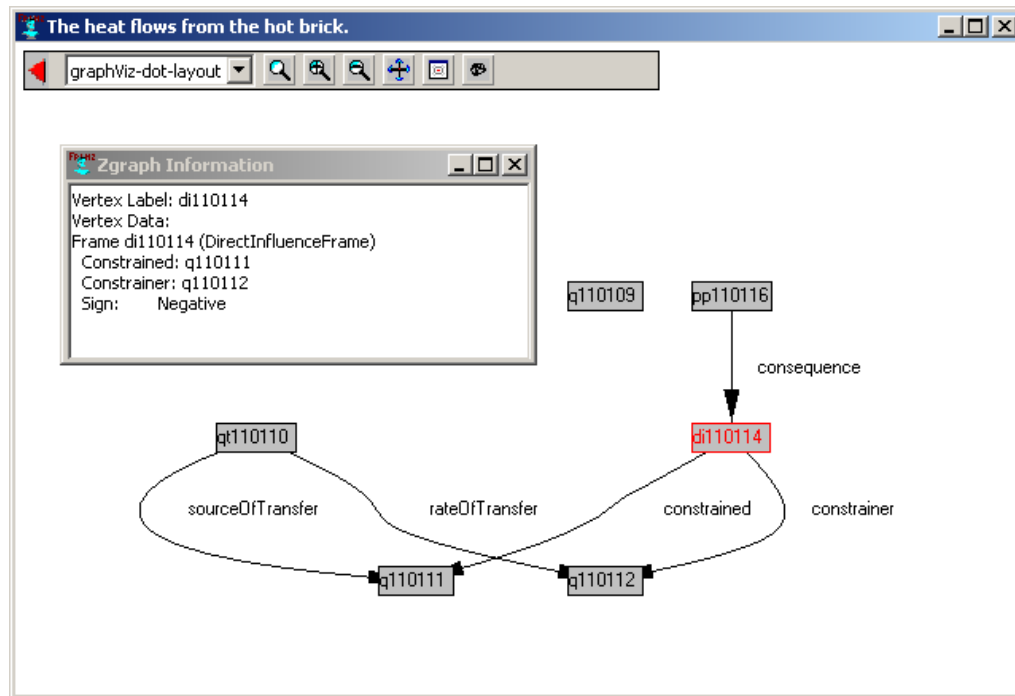 The heat flows from the hot brick.
graphViz-dot-layout
Franz Zgraph Information
Vertex Label: di110114
Vertex Data:
Frame di110114 (DirectInfluenceFrame)
Constrained: q110111
Constrainer: q110112
Sign: Negative
q110109 pp110116
consequence
qt110110 di110114
sourceOfTransfer rateOfTransfer constrained constrainer
q110111 q110112